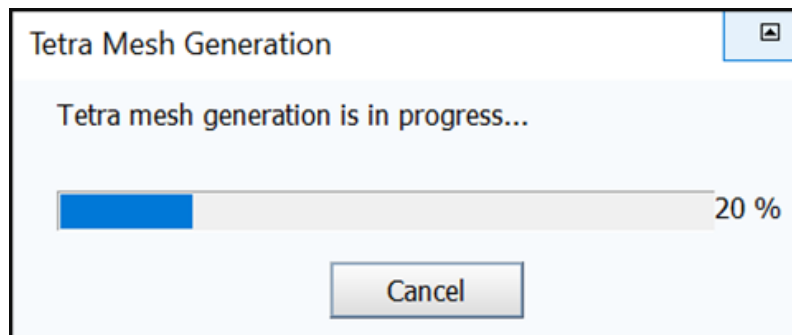 Tetra Mesh Generation
Tetra mesh generation is in progress...
20 %
Cancel